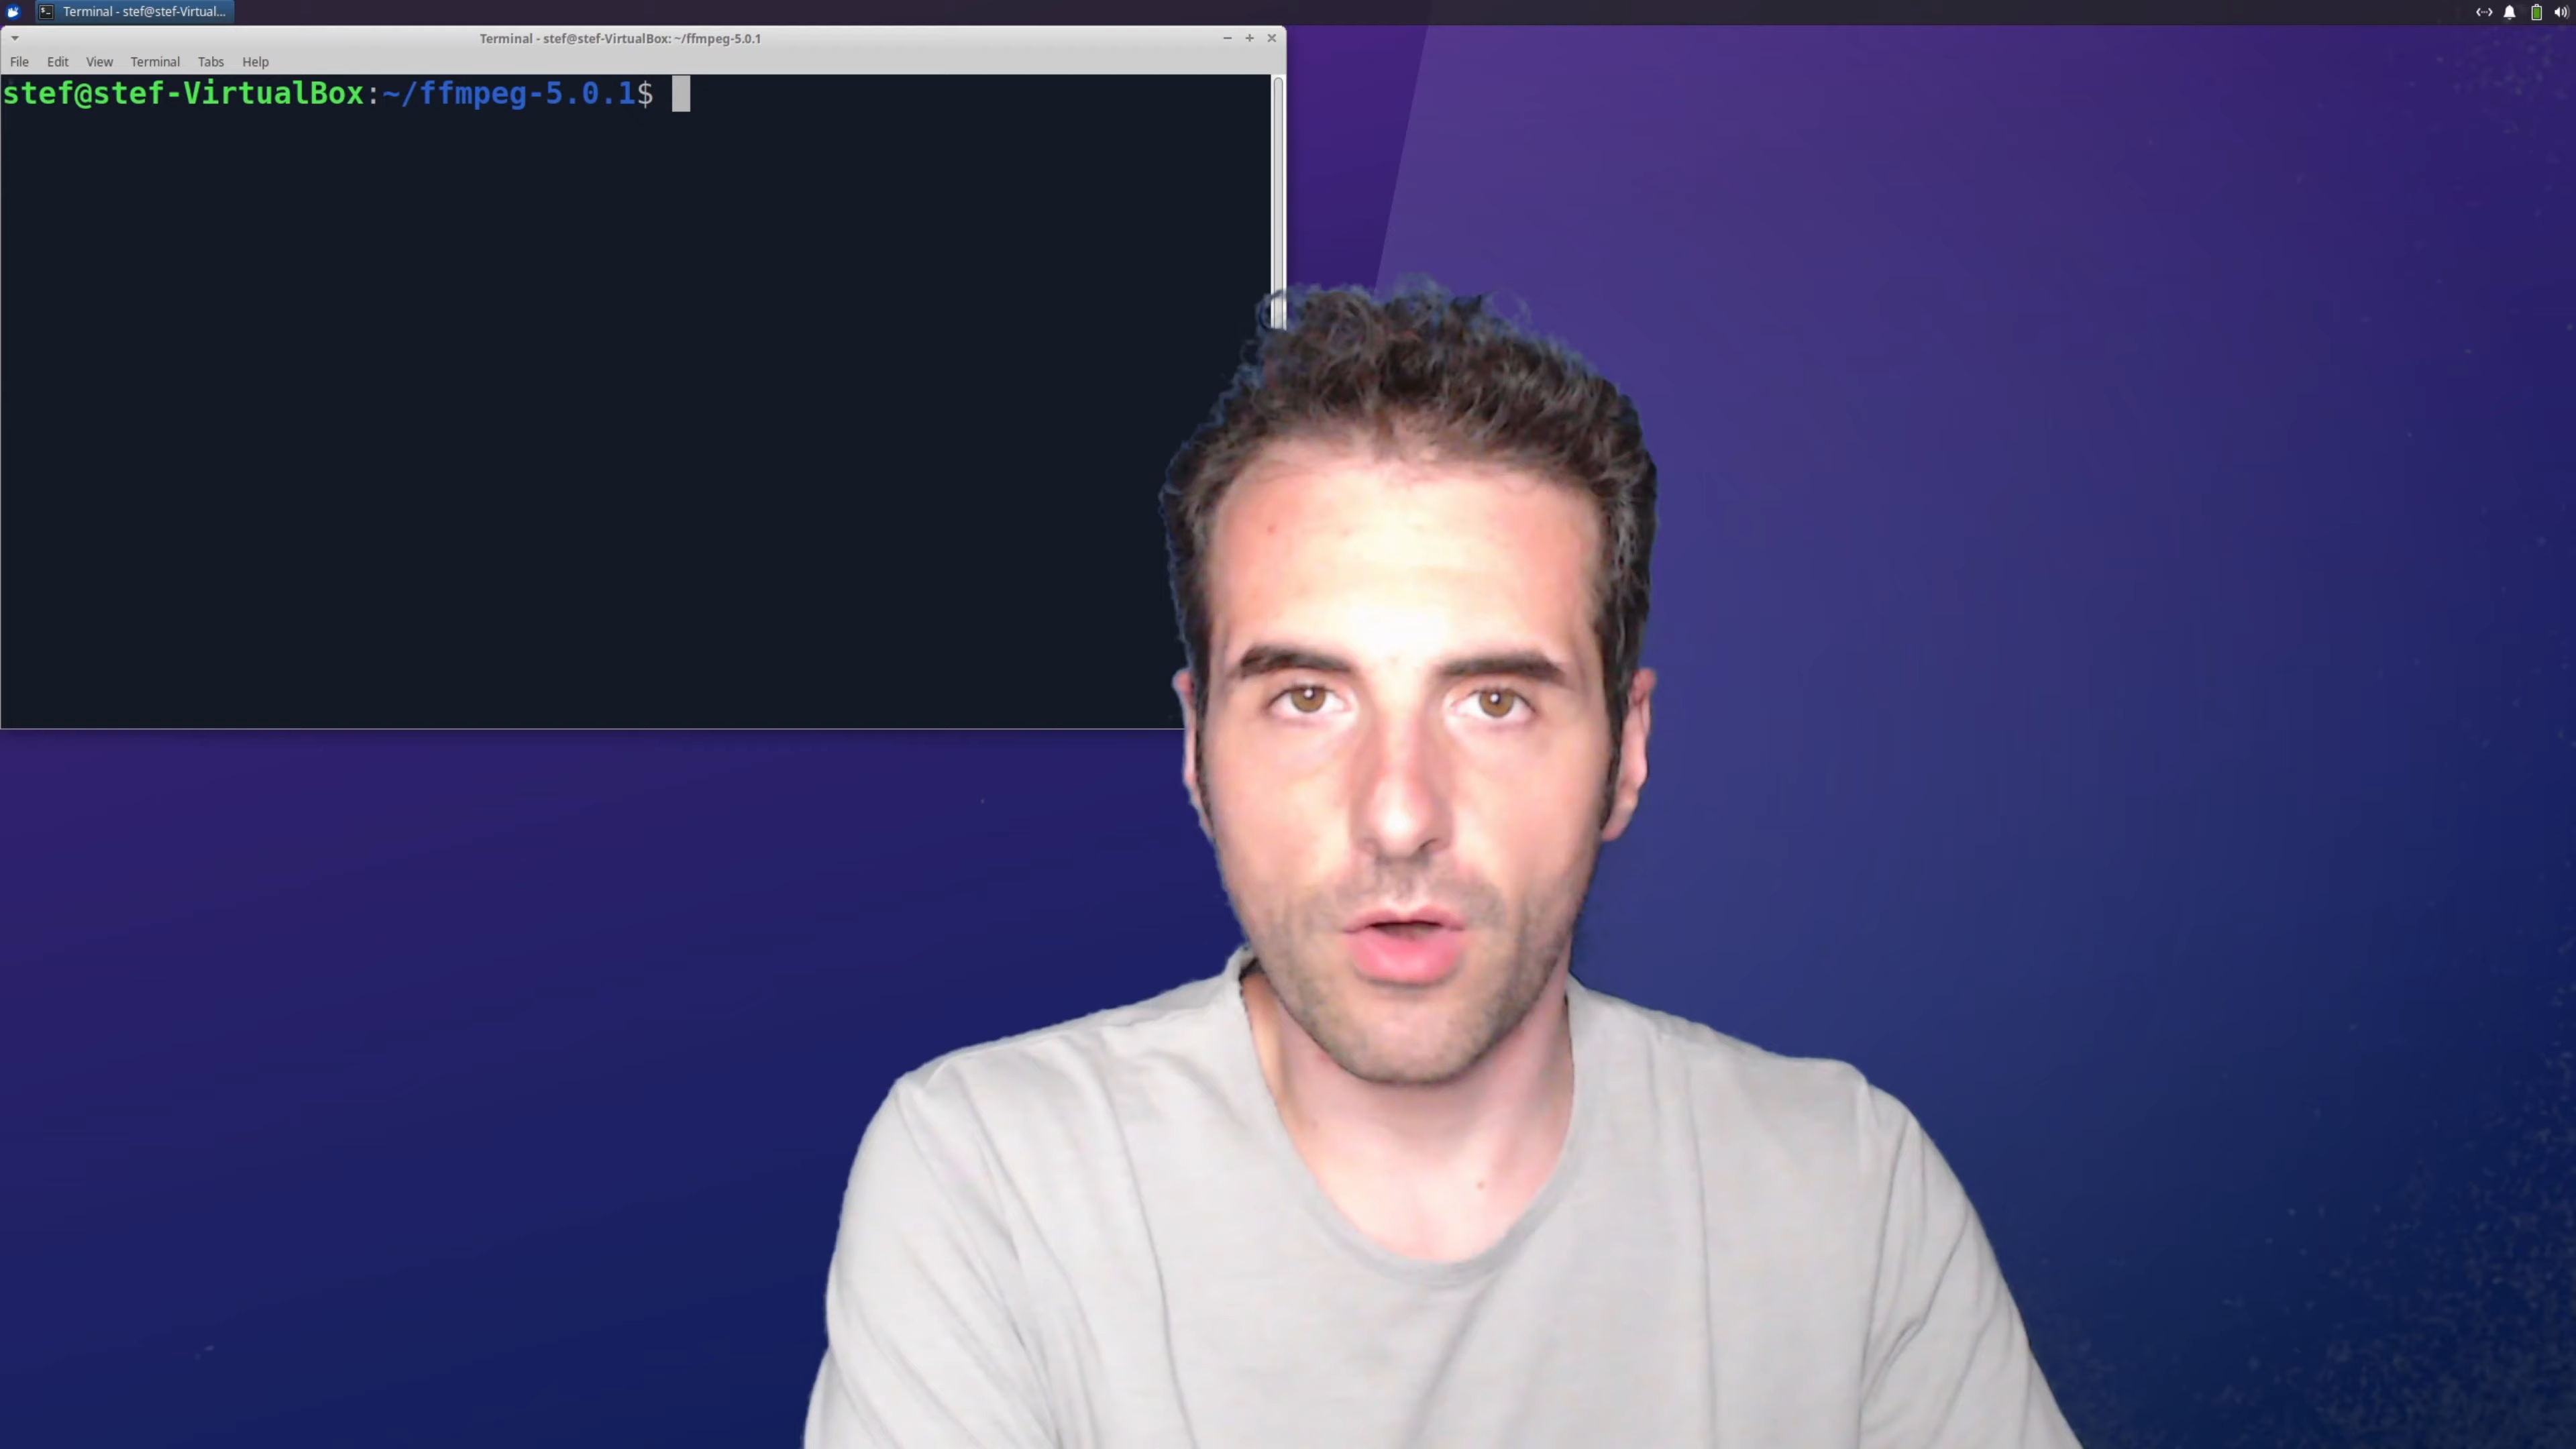 Terminal - stef@stef-Virtual...
Terminal - stef@stef-VirtualBox: ~/ffmpeg-5.0.1
File Edit View Terminal Tabs Help
stef@stef-VirtualBox:~/ffmpeg-5.0.1$